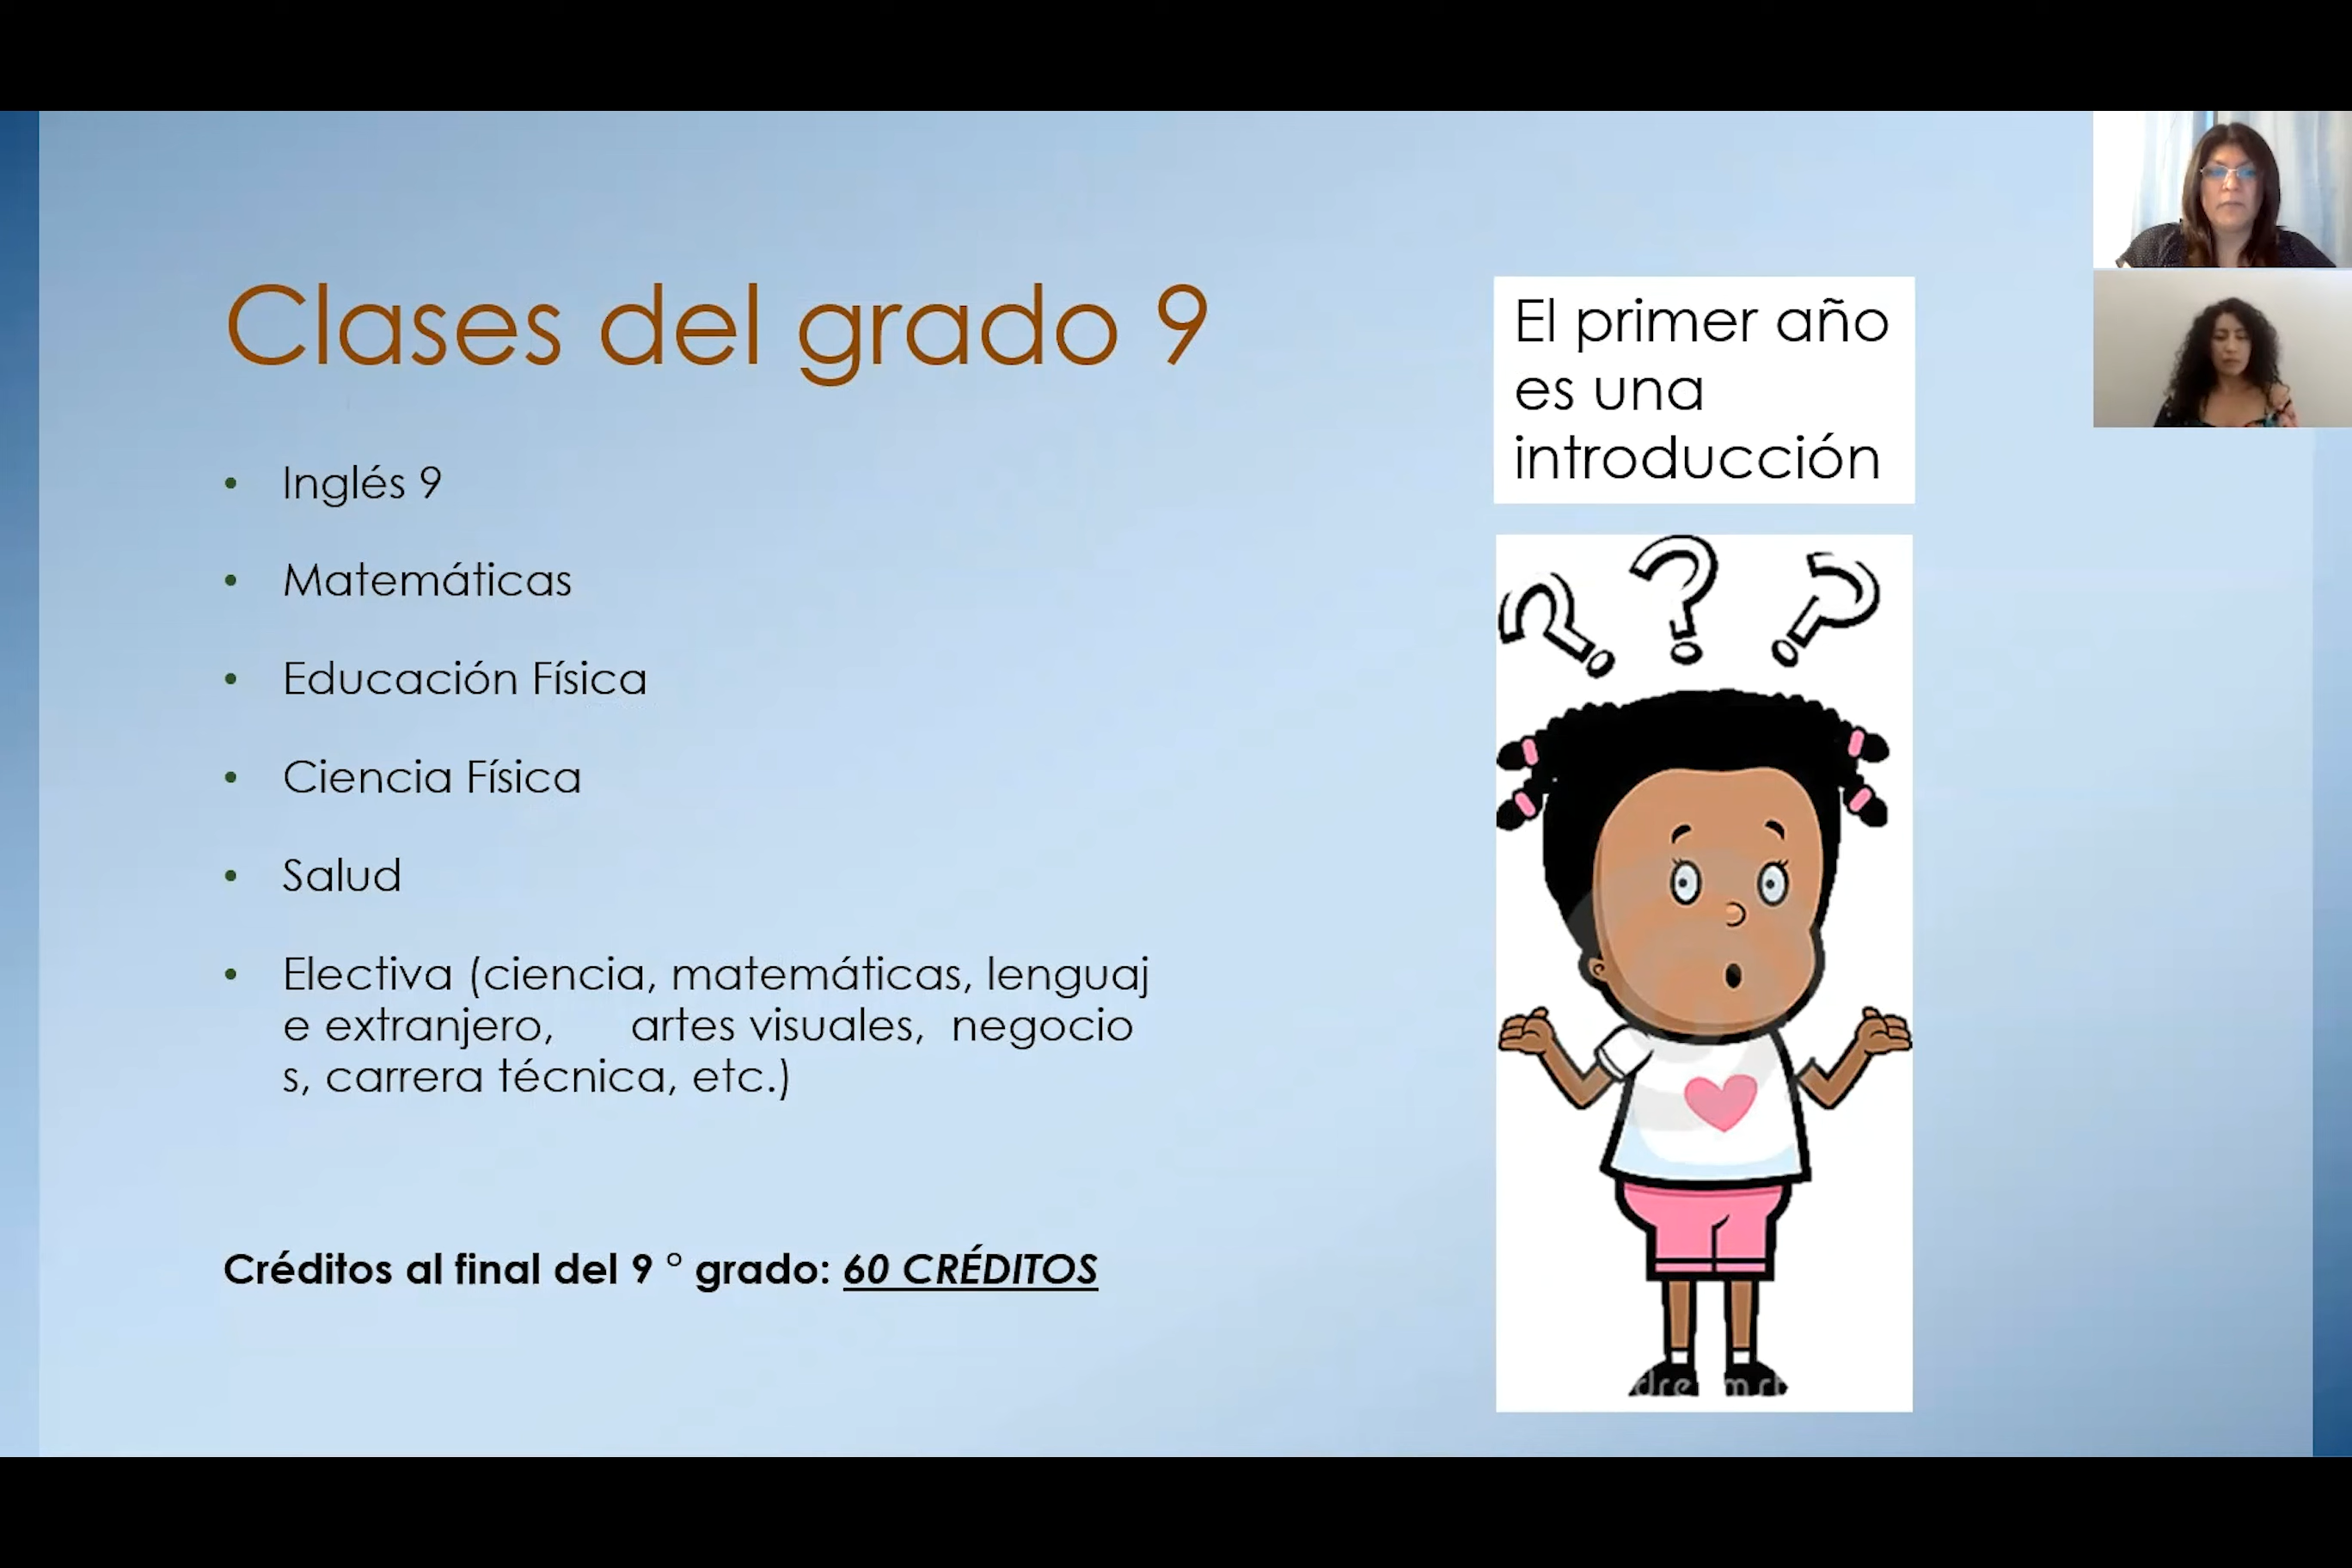 Clases del grado 9
El primer año
es una
introducción
• Inglés 9
• Matemáticas
• Educación Física
• Ciencia Física
• Salud
• Electiva (ciencia, matemáticas, lenguaj
e extranjero, artes visuales, negocio
s, carrera técnica, etc.)
Créditos al final del 9 ° grado: 60 CRÉDITOS